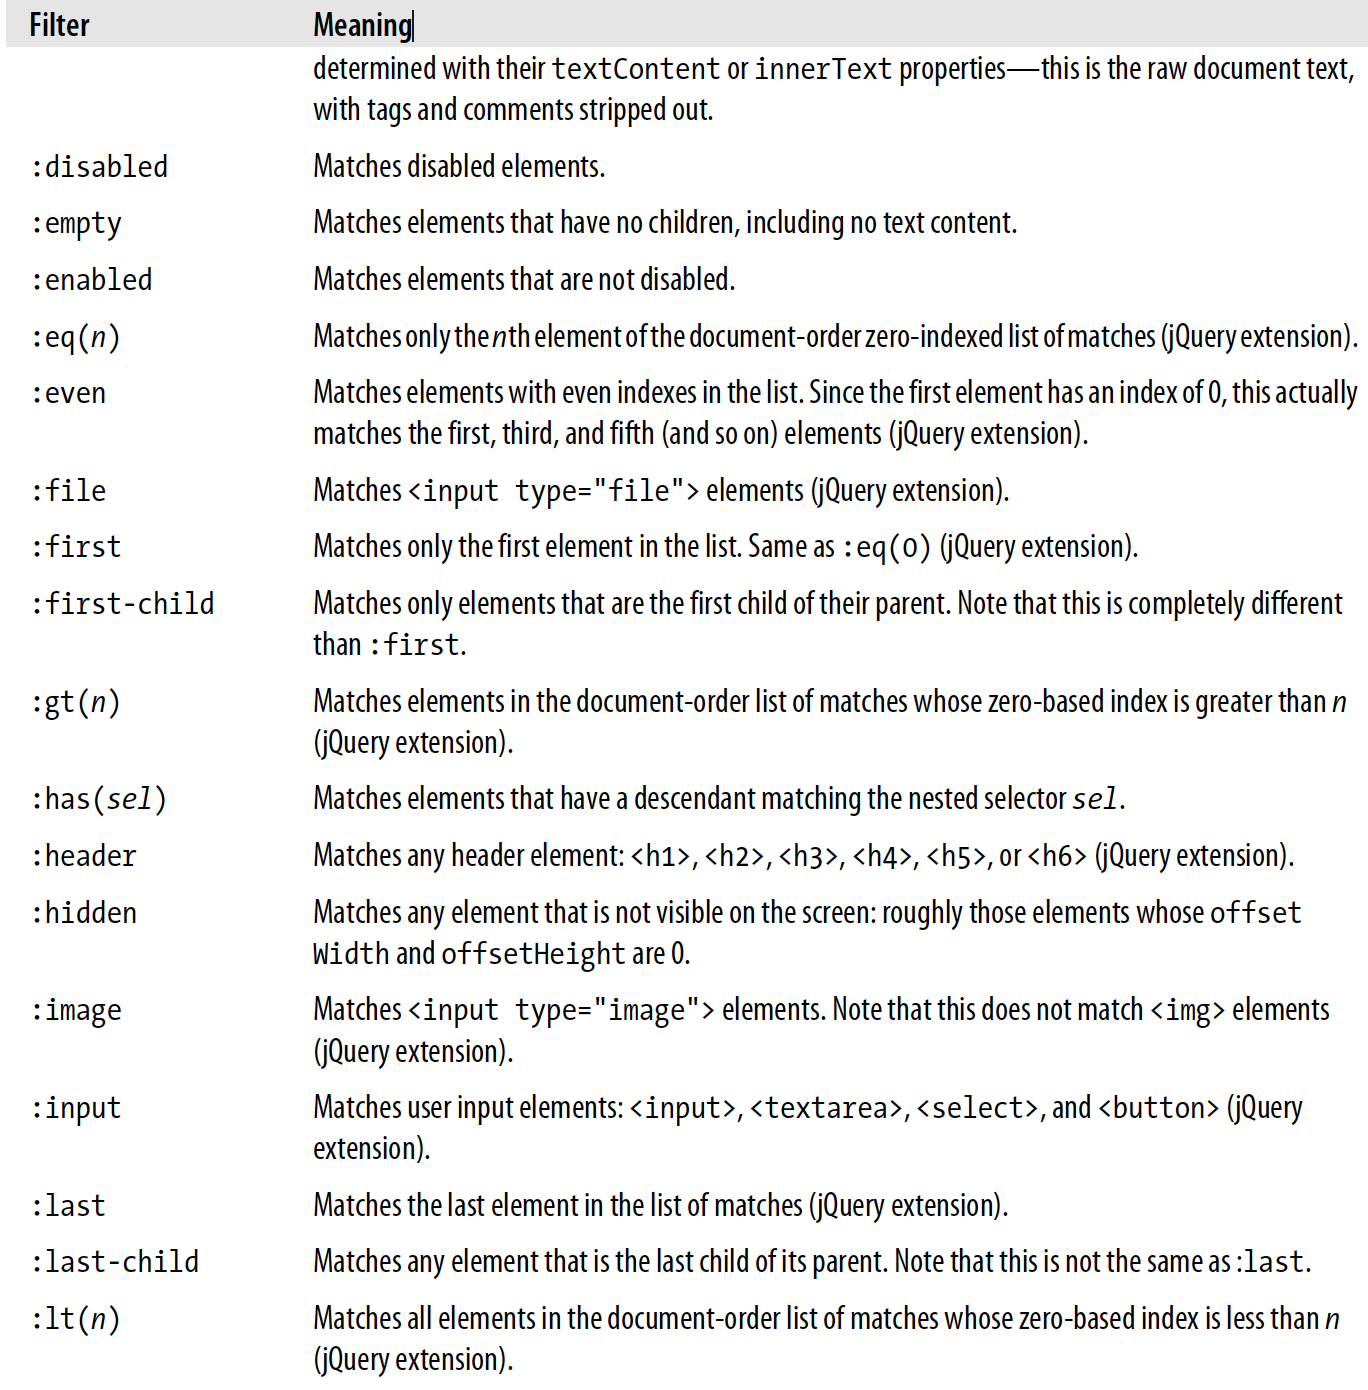 Filter Meaning
determined with their textContent or innerText properties—this is the raw document text,
with tags and comments stripped out.
:disabled Matches disabled elements.
:empty Matches elements that have no children, including no text content.
:enabled Matches elements that are not disabled.
:eq(n) Matches only the nth element of the document-order zero-indexed list of matches (jQuery extension).
:even Matches elements with even indexes in the list. Since the first element has an index of 0, this actually
matches the first, third, and fifth (and so on) elements (jQuery extension).
:file Matches <input type="file"> elements (jQuery extension).
:first Matches only the first element in the list. Same as :eq(0) (jQuery extension).
:first-child Matches only elements that are the first child of their parent. Note that this is completely different
than :first.
:gt(n) Matches elements in the document-order list of matches whose zero-based index is greater than n
(jQuery extension).
:has(sel) Matches elements that have a descendant matching the nested selector sel.
:header Matches any header element: <h1>, <h2>, <h3>, <h4>, <h5>, or <h6> (jQuery extension).
:hidden Matches any element that is not visible on the screen: roughly those elements whose offset
Width and offsetHeight are 0.
:image Matches <input type="image"> elements. Note that this does not match <img> elements
(jQuery extension).
:input Matches user input elements: <input>, <textarea>, <select>, and <button> (jQuery
extension).
:last Matches the last element in the list of matches (jQuery extension).
:last-child Matches any element that is the last child of its parent. Note that this is not the same as :last.
:lt(n) Matches all elements in the document-order list of matches whose zero-based index is less than n
(jQuery extension).